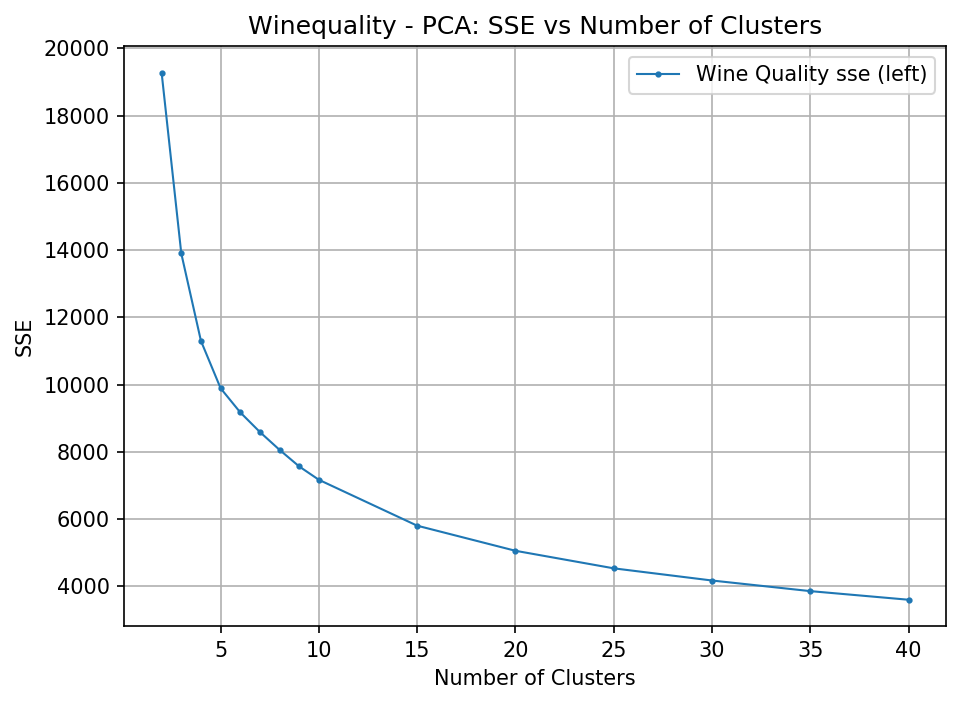 Winequality - PCA: SSE vs Number of Clusters
Wine Quality sse (left)
20000
18000
16000
14000
12000
10000
8000
6000
4000
SSE
5 10 15 20 25 30 35 40
Number of Clusters